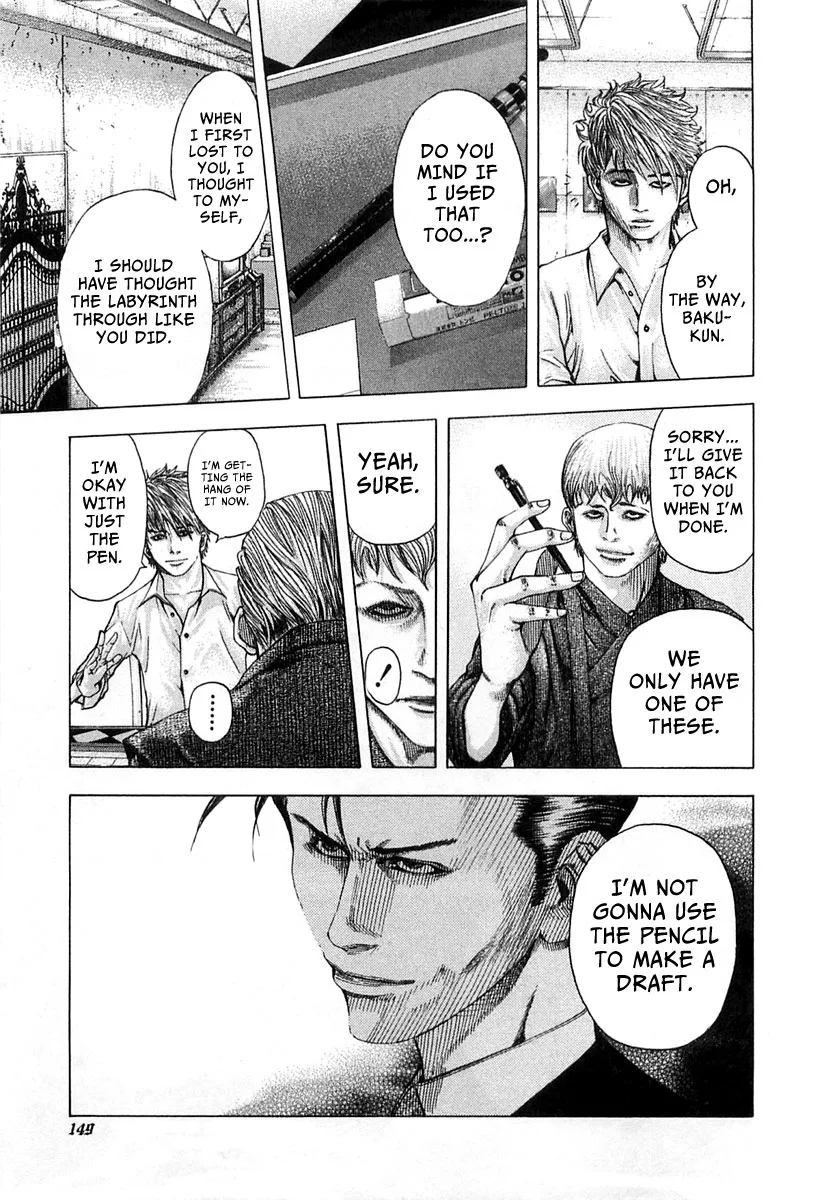 OH,
BY
THE WAY,
BAKU-
KUN.
DO YOU
MIND IF
I USED
THAT
TOO...?
WHEN
I FIRST
LOST TO
YOU, I
THOUGHT
TO MY-
SELF,
I SHOULD
HAVE THOUGHT
THE LABYRINTH
THROUGH LIKE
YOU DID.
SORRY...
I'LL GIVE
IT BACK
TO YOU
WHEN I'M
DONE.
WE
ONLY HAVE
ONE OF
THESE.
YEAH,
SURE.
!
I'M GET-
TING THE
HANG OF
IT NOW.
I'M
OKAY WITH
JUST
THE
PEN.
......
I'M NOT
GONNA USE
THE PENCIL
TO MAKE A
DRAFT.
149